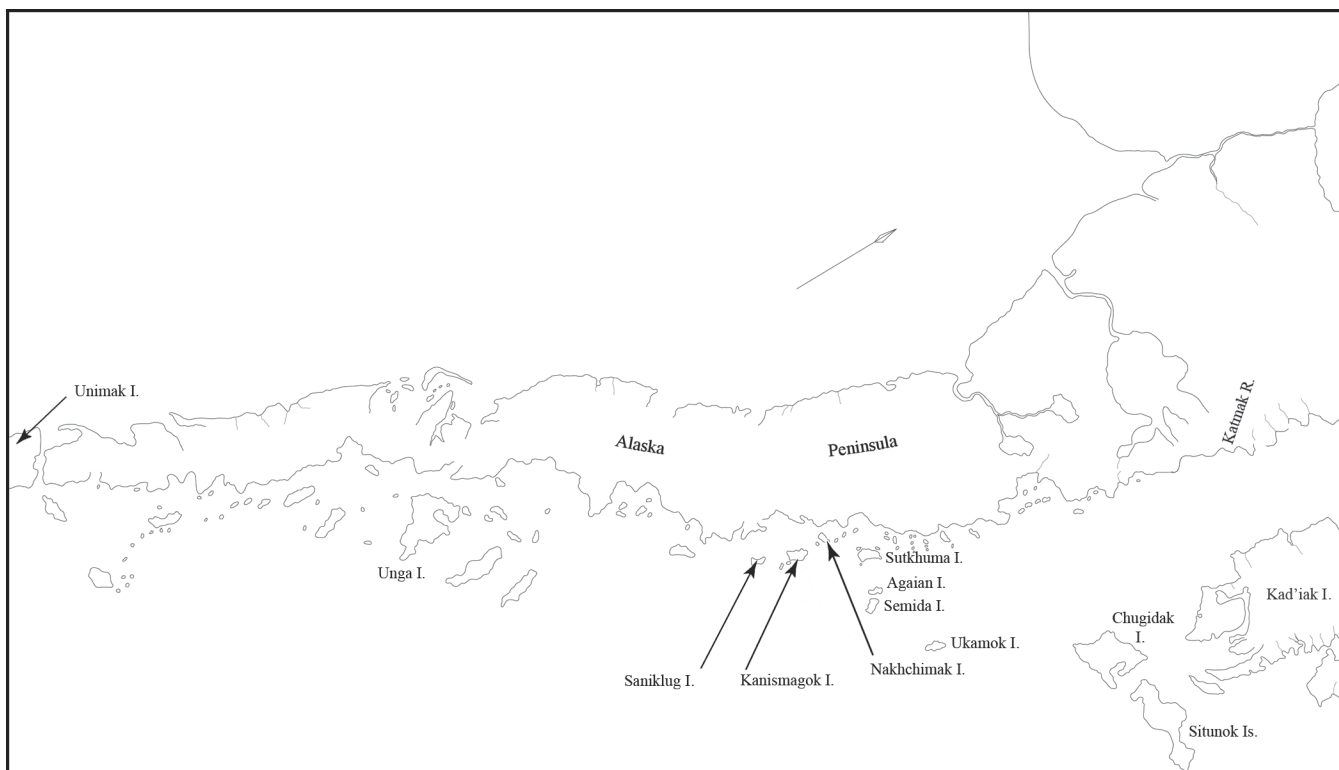 Unimak I.
Katmak R.
Alaska
Peninsula
Sutkhuma I.
Unga I.
Agaian I.
Kad’iak I.
Semida I.
Chugidak
I.
Ukamok I.
Nakhchimak I.
Saniklug I.
Kanismagok I.
Situnok Is.